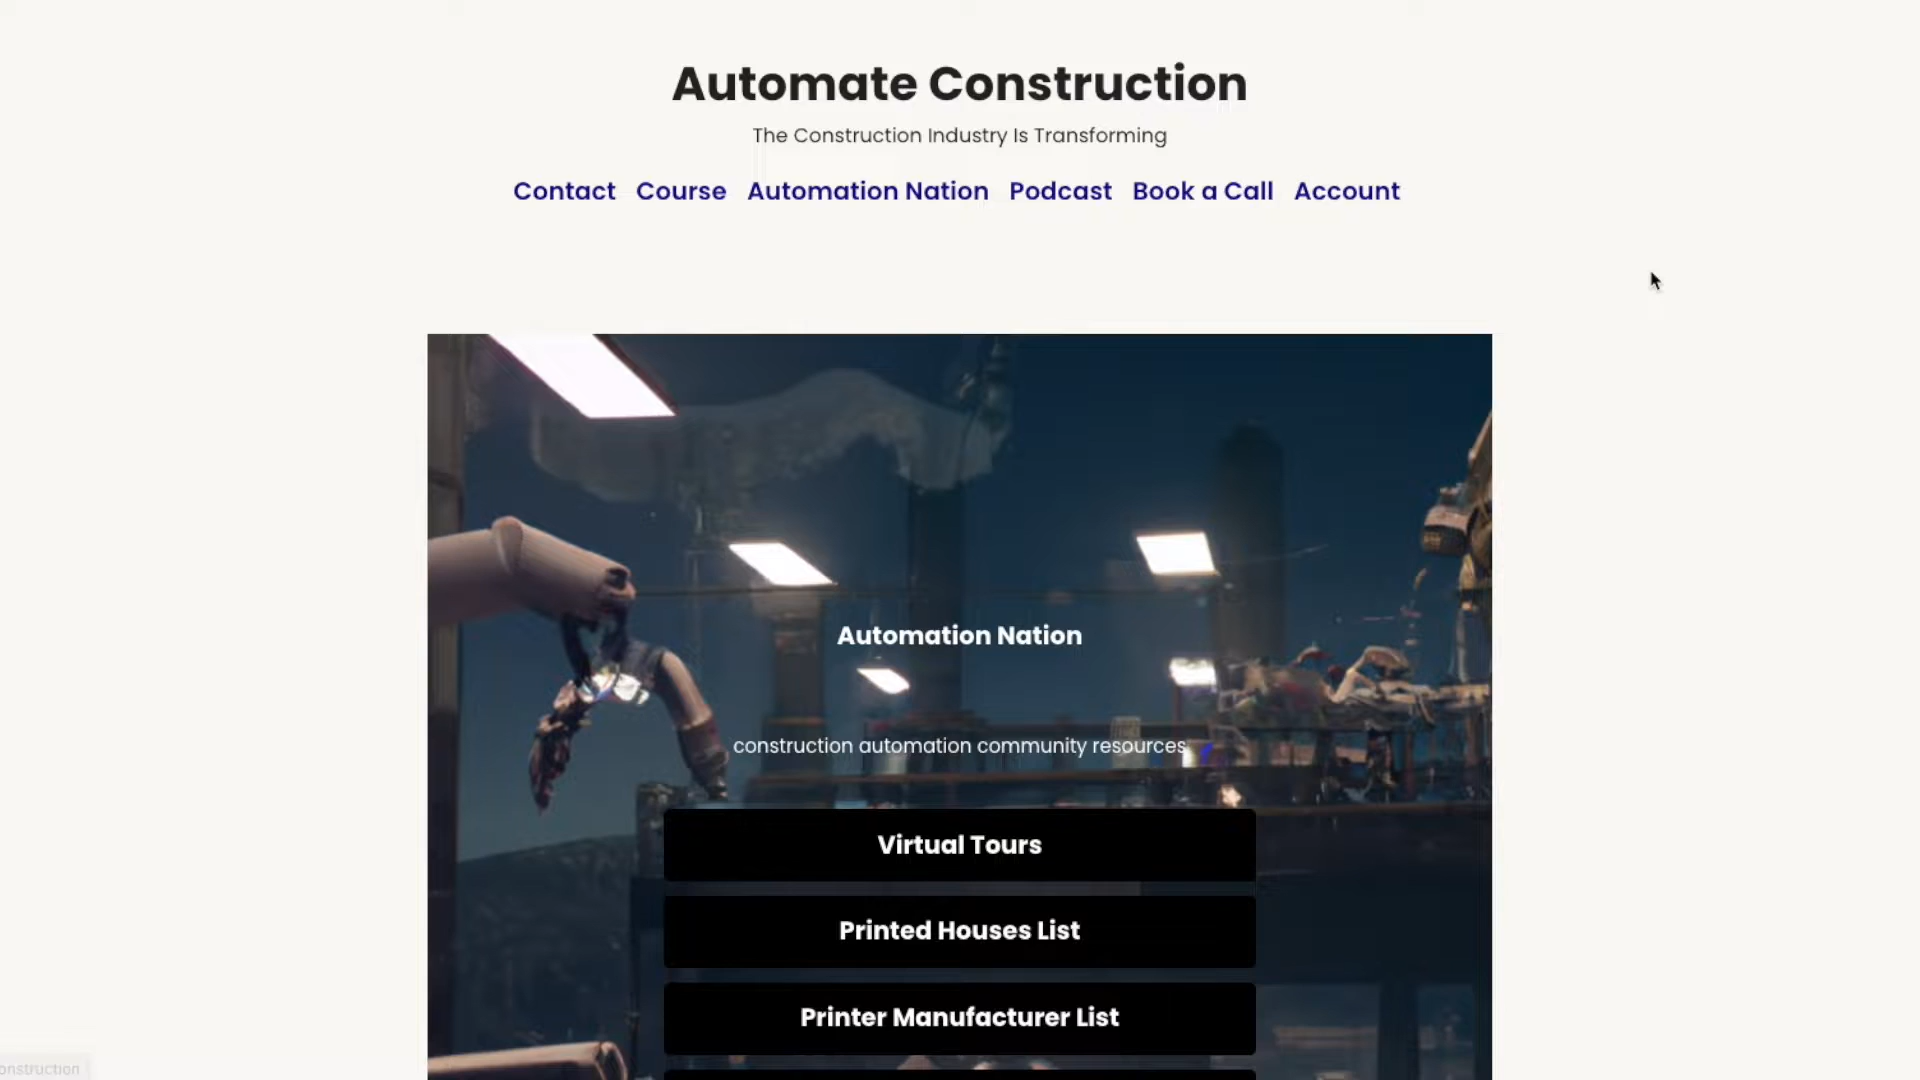 Automate Construction
The Construction Industry Is Transforming
Contact Course Automation Nation Podcast Book a Call Account
Automation Nation
construction automation community resources
Virtual Tours
Printed Houses List
Printer Manufacturer List
onstruction